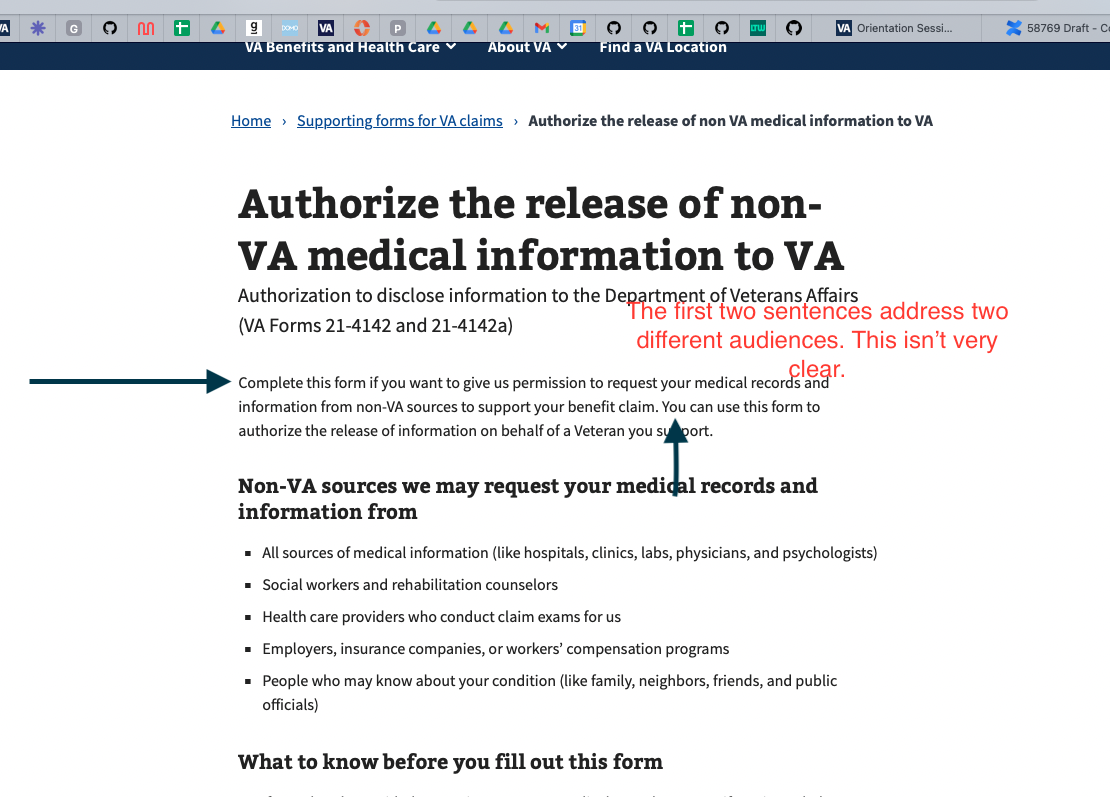 VA
G
g
DOMO
VA
P
31
LTW
VA Orientation Sessi...
58769 Draft - Co
VA Benefits and Health Care
About VA
Find a VA Location
Home › Supporting forms for VA claims › Authorize the release of non VA medical information to VA
Authorize the release of non-
VA medical information to VA
Authorization to disclose information to the Department of Veterans Affairs
(VA Forms 21-4142 and 21-4142a)
The first two sentences address two
different audiences. This isn’t very
clear.
Complete this form if you want to give us permission to request your medical records and
information from non-VA sources to support your benefit claim. You can use this form to
authorize the release of information on behalf of a Veteran you support.
Non-VA sources we may request your medical records and
information from
All sources of medical information (like hospitals, clinics, labs, physicians, and psychologists)
Social workers and rehabilitation counselors
Health care providers who conduct claim exams for us
Employers, insurance companies, or workers’ compensation programs
People who may know about your condition (like family, neighbors, friends, and public
officials)
What to know before you fill out this form